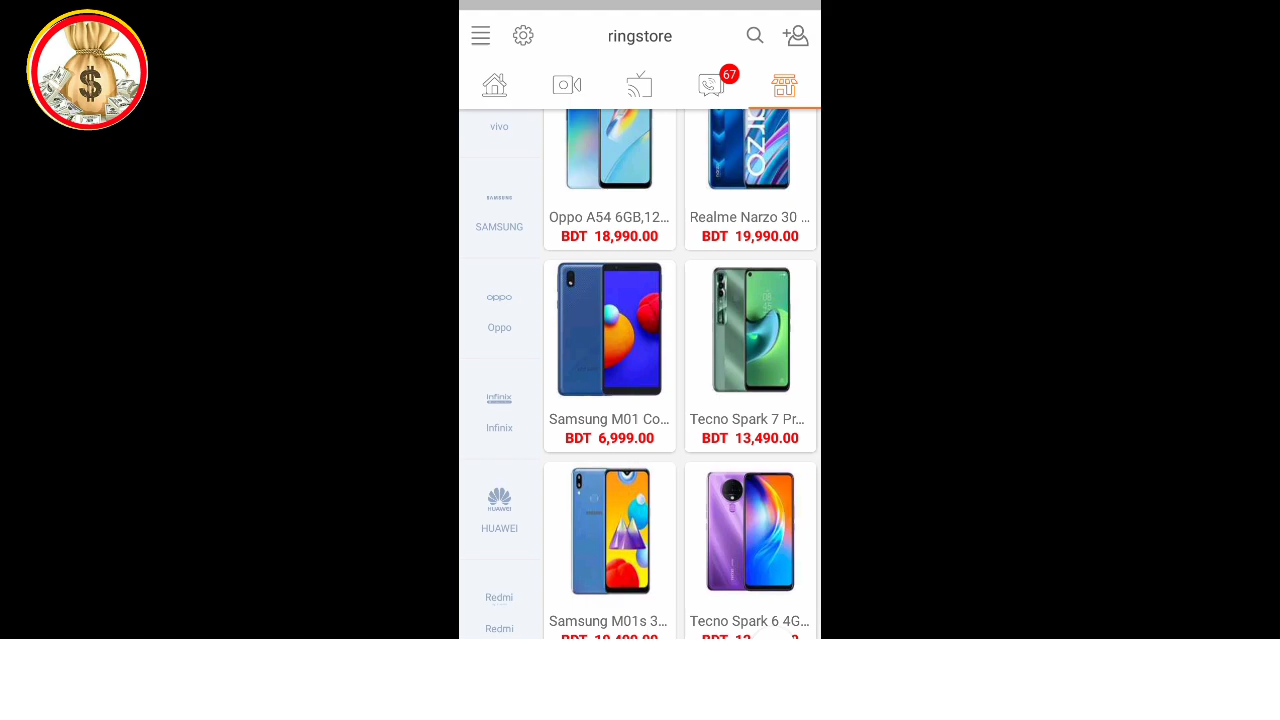 ringstore
67
vivo
SAMSUNG
SAMSUNG
oppo
Oppo
Infinix
Infinix
HUAWEI
HUAWEI
Redmi
Redmi
Oppo A54 6GB,12...
BDT 18,990.00
Realme Narzo 30 ...
BDT 19,990.00
Samsung M01 Co...
BDT 6,999.00
Tecno Spark 7 Pr...
BDT 13,490.00
Samsung M01s 3...
BDT
Tecno Spark 6 4G...
BDT
$